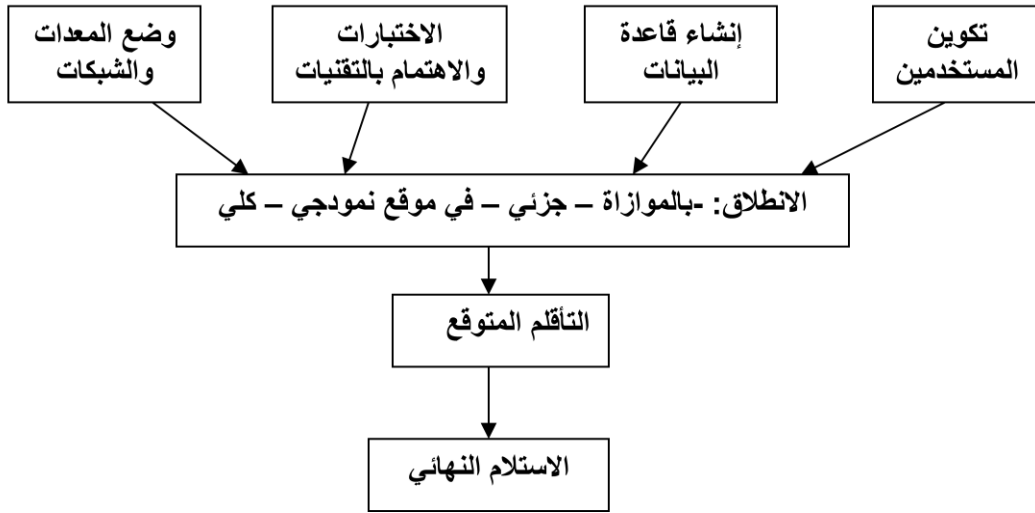 تكوين
المستخدمين
إنشاء قاعدة
البيانات
الاختبارات
والاهتمام بالتقنيات
وضع المعدات
والشبكات
الانطلاق: -بالموازاة – جزئي – في موقع نمودجي – كلي
التأقلم المتوقع
الاستلام النهائي